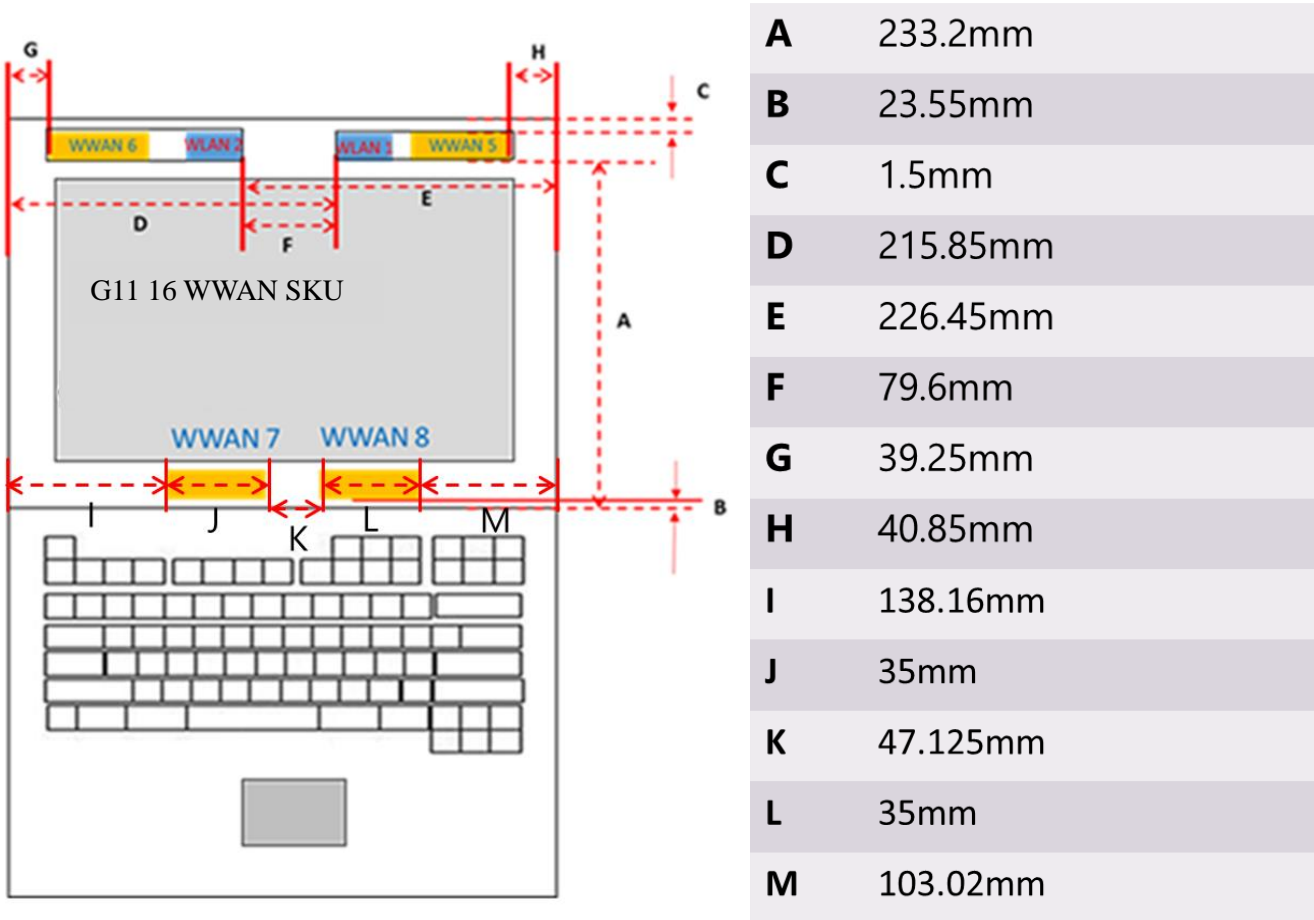 G
H
C
WWAN 6
WLAN 2
WLAN 1
WWAN 5
E
D
F
G11 16 WWAN SKU
A
WWAN 7
WWAN 8
B
I
J
K
L
M
A 233.2mm
B 23.55mm
C 1.5mm
D 215.85mm
E 226.45mm
F 79.6mm
G 39.25mm
H 40.85mm
I 138.16mm
J 35mm
K 47.125mm
L 35mm
M 103.02mm